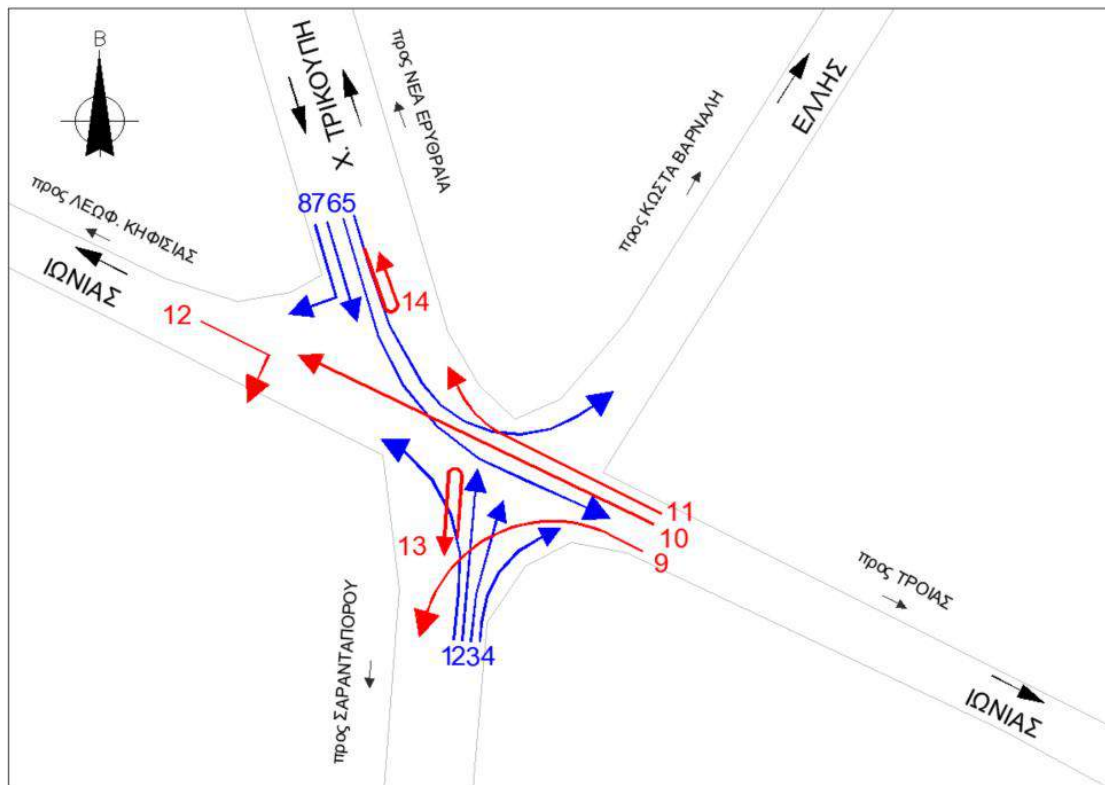 Β
Χ. ΤΡΙΚΟΥΠΗ
προς ΝΕΑ ΕΡΥΘΡΑΙΑ
ΕΛΛΗΣ
προς ΚΩΣΤΑ ΒΑΡΝΑΛΗ
προς ΛΕΩΦ. ΚΗΦΙΣΙΑΣ
ΙΩΝΙΑΣ
8765
14
12
11
10
9
13
1234
προς ΣΑΡΑΝΤΑΠΟΡΟΥ
προς ΤΡΟΙΑΣ
ΙΩΝΙΑΣ